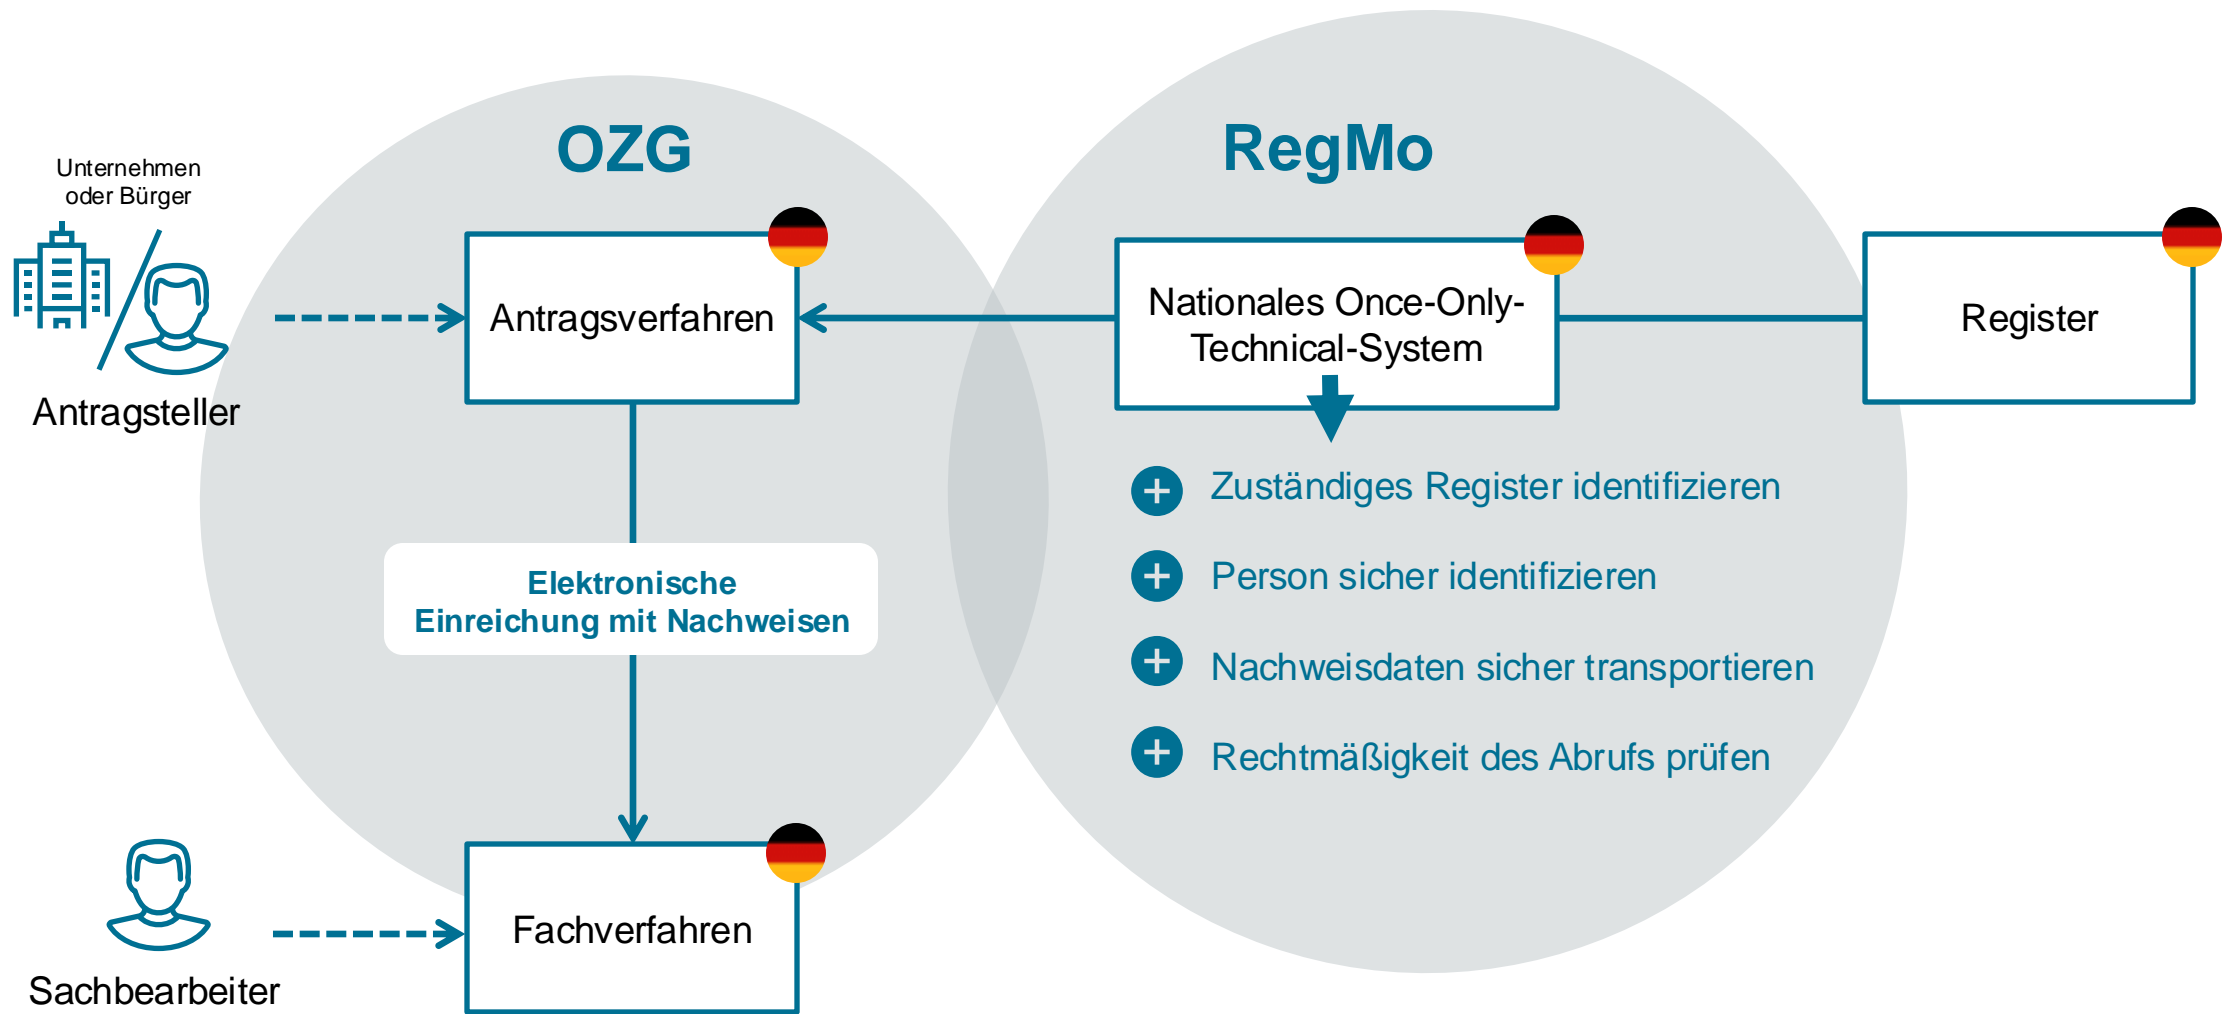 OZG
RegMo
Unternehmen
oder Bürger
Antragsteller
Antragsverfahren
Nationales Once-Only-
Technical-System
Register
Zuständiges Register identifizieren
Person sicher identifizieren
Nachweisdaten sicher transportieren
Rechtmäßigkeit des Abrufs prüfen
Elektronische
Einreichung mit Nachweisen
Fachverfahren
Sachbearbeiter